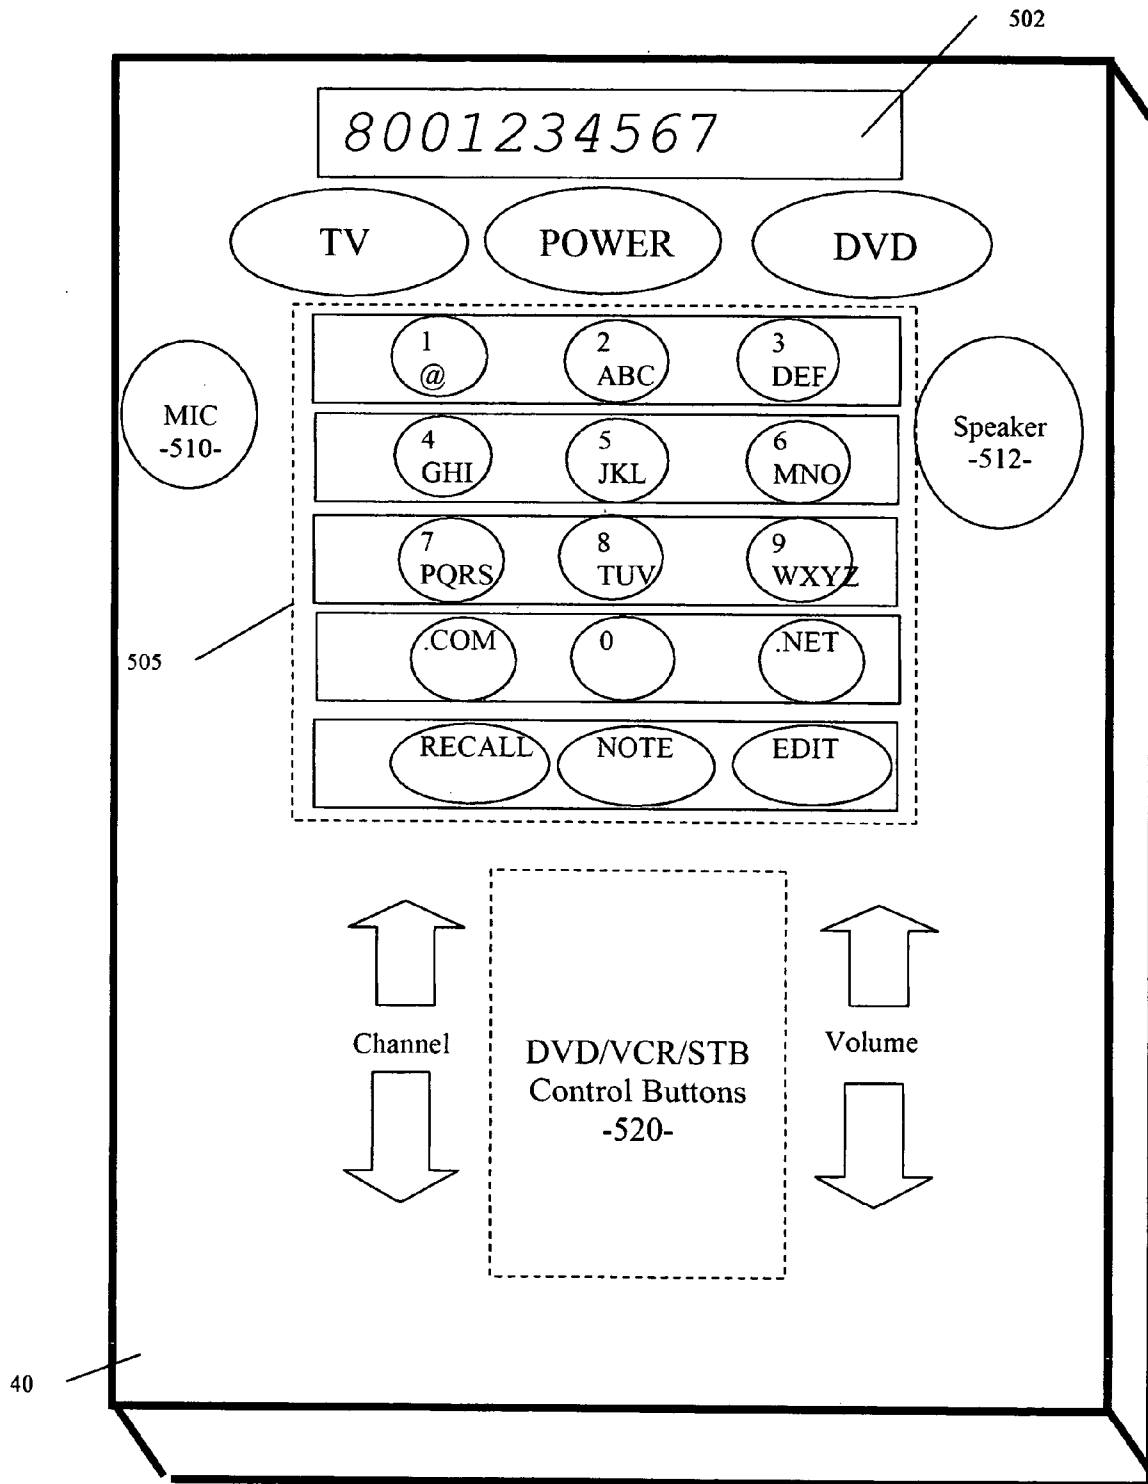 502
8001234567
TV POWER DVD
1 2 3
@ ABC DEF
MIC
-510-
Speaker
-512-
4 5 6
GHI JKL MNO
7 8 9
PQRS TUV WXYZ
505
.COM 0 .NET
RECALL NOTE EDIT
Channel
DVD/VCR/STB
Control Buttons
-520-
Volume
40